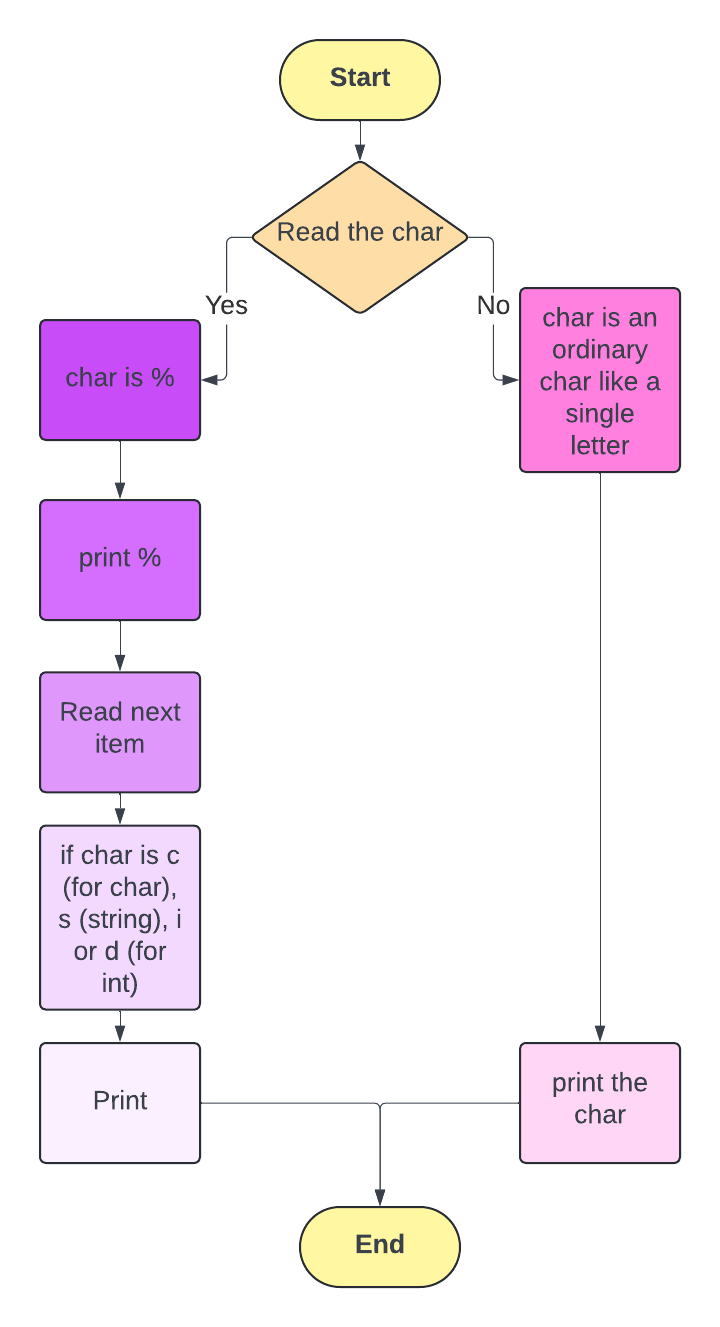 Start
Read the char
Yes
No
char is %
char is an
ordinary
char like a
single
letter
print %
Read next
item
if char is c
(for char),
s (string), i
or d (for
int)
Print
print the
char
End